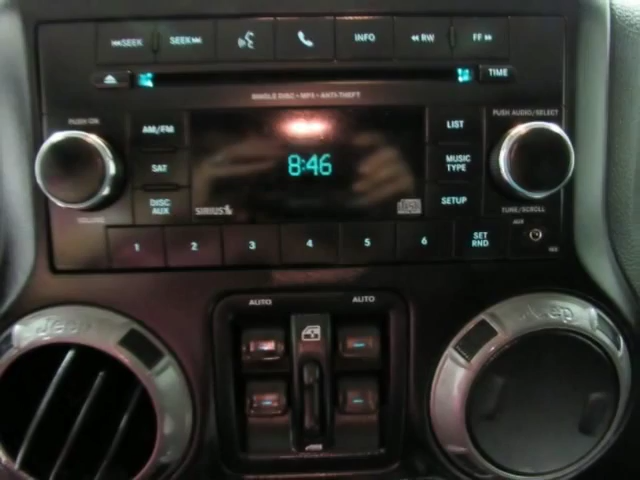 ⏮SEEK SEEK⏭ INFO ◂◂ RW FF ▸▸
TIME
SINGLE DISC • MP3 • ANTI-THEFT
PUSH ON PUSH AUDIO/SELECT
AM/FM LIST
8:46
SAT MUSIC TYPE
DISC AUX SETUP
SIRIUS
VOLUME TUNE/SCROLL
AUX
1 2 3 4 5 6 SET RND
AUTO AUTO
Jeep Jeep